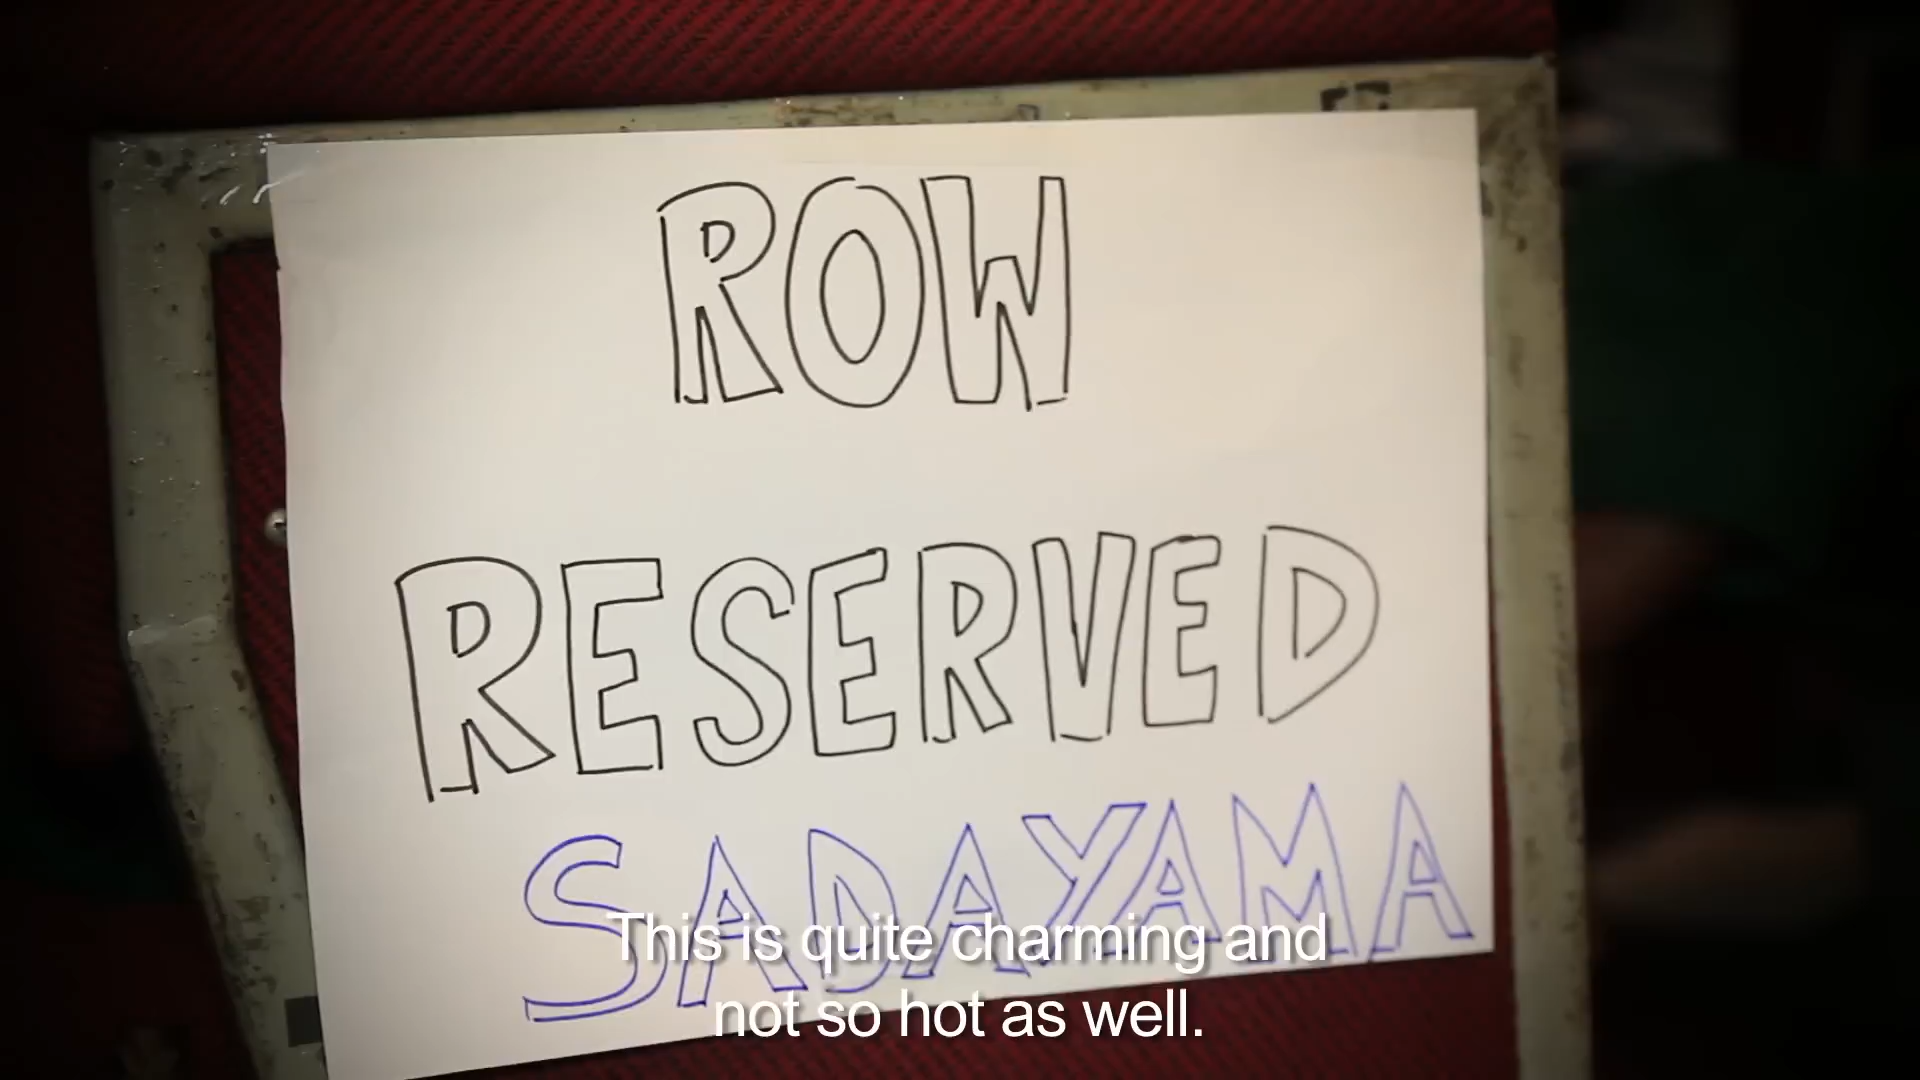 ROW
RESERVED
SADAYAMA
This is quite charming and
not so hot as well.